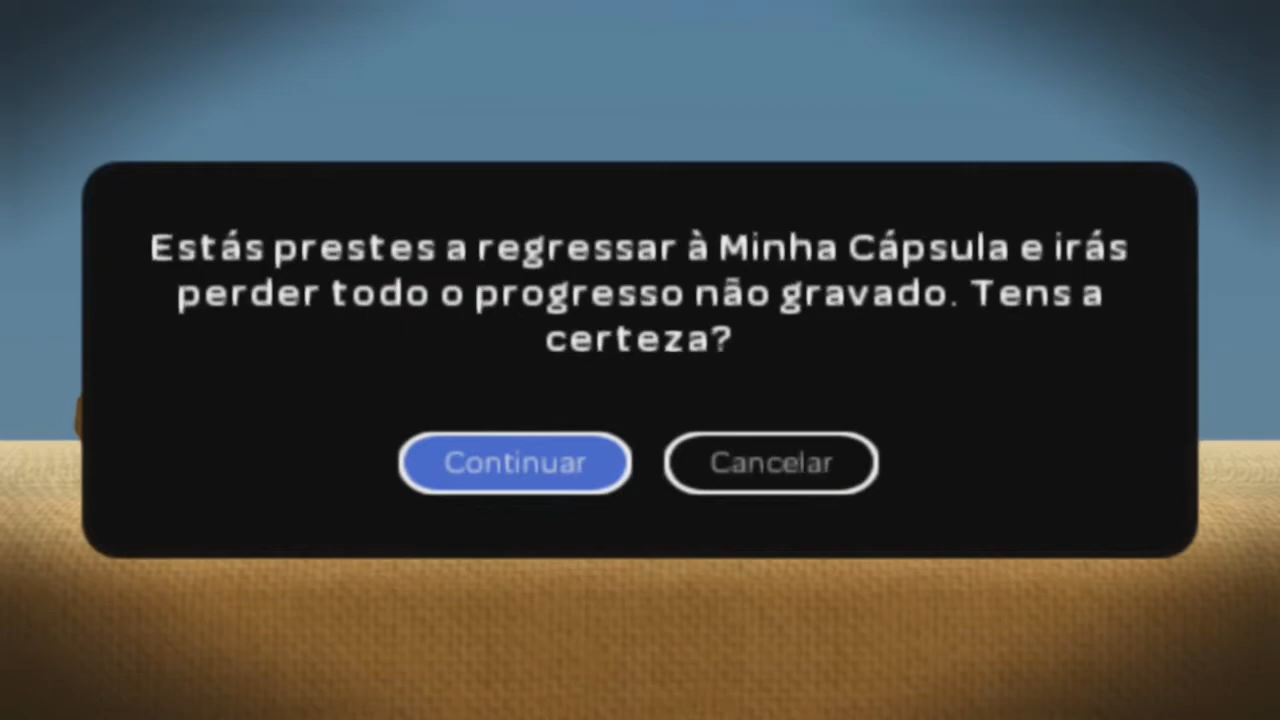 Estás prestes a regressar à Minha Cápsula e irás
perder todo o progresso não gravado. Tens a
certeza?
Continuar
Cancelar